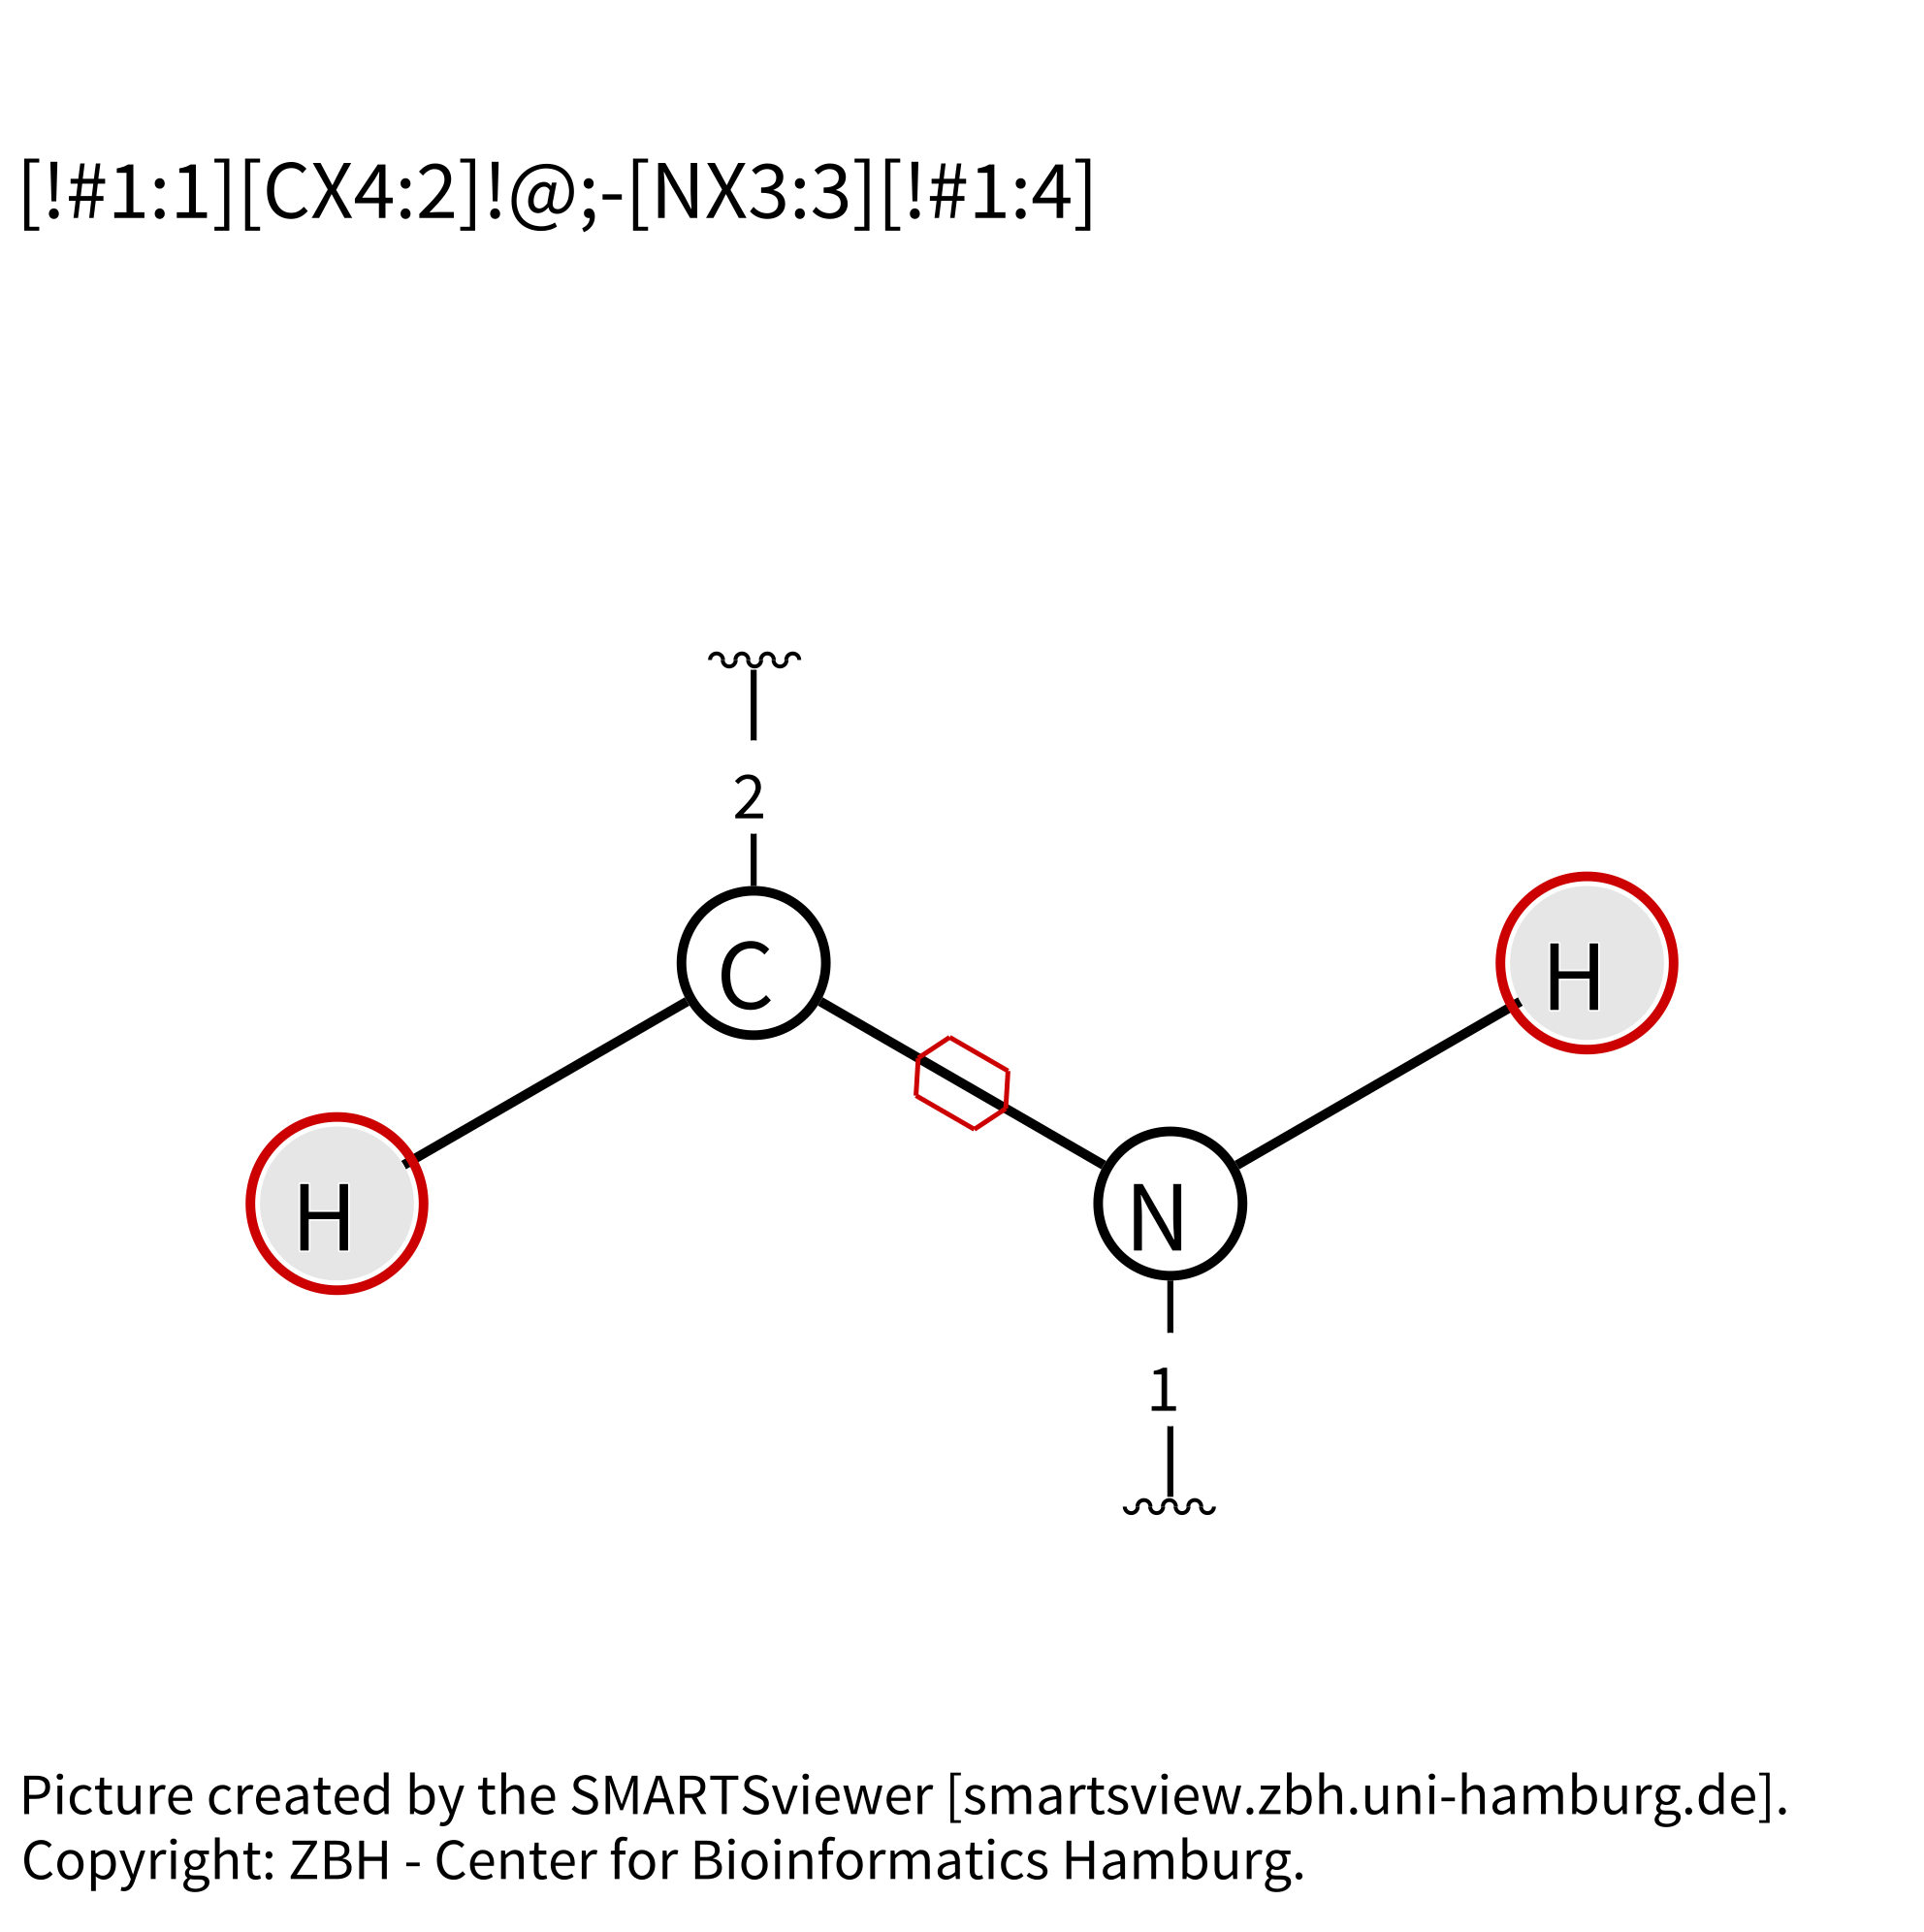 [!#1:1][CX4:2]!@;-[NX3:3][!#1:4]
2
C
H
H
N
1
Picture created by the SMARTSviewer [smartsview.zbh.uni-hamburg.de].
Copyright: ZBH - Center for Bioinformatics Hamburg.